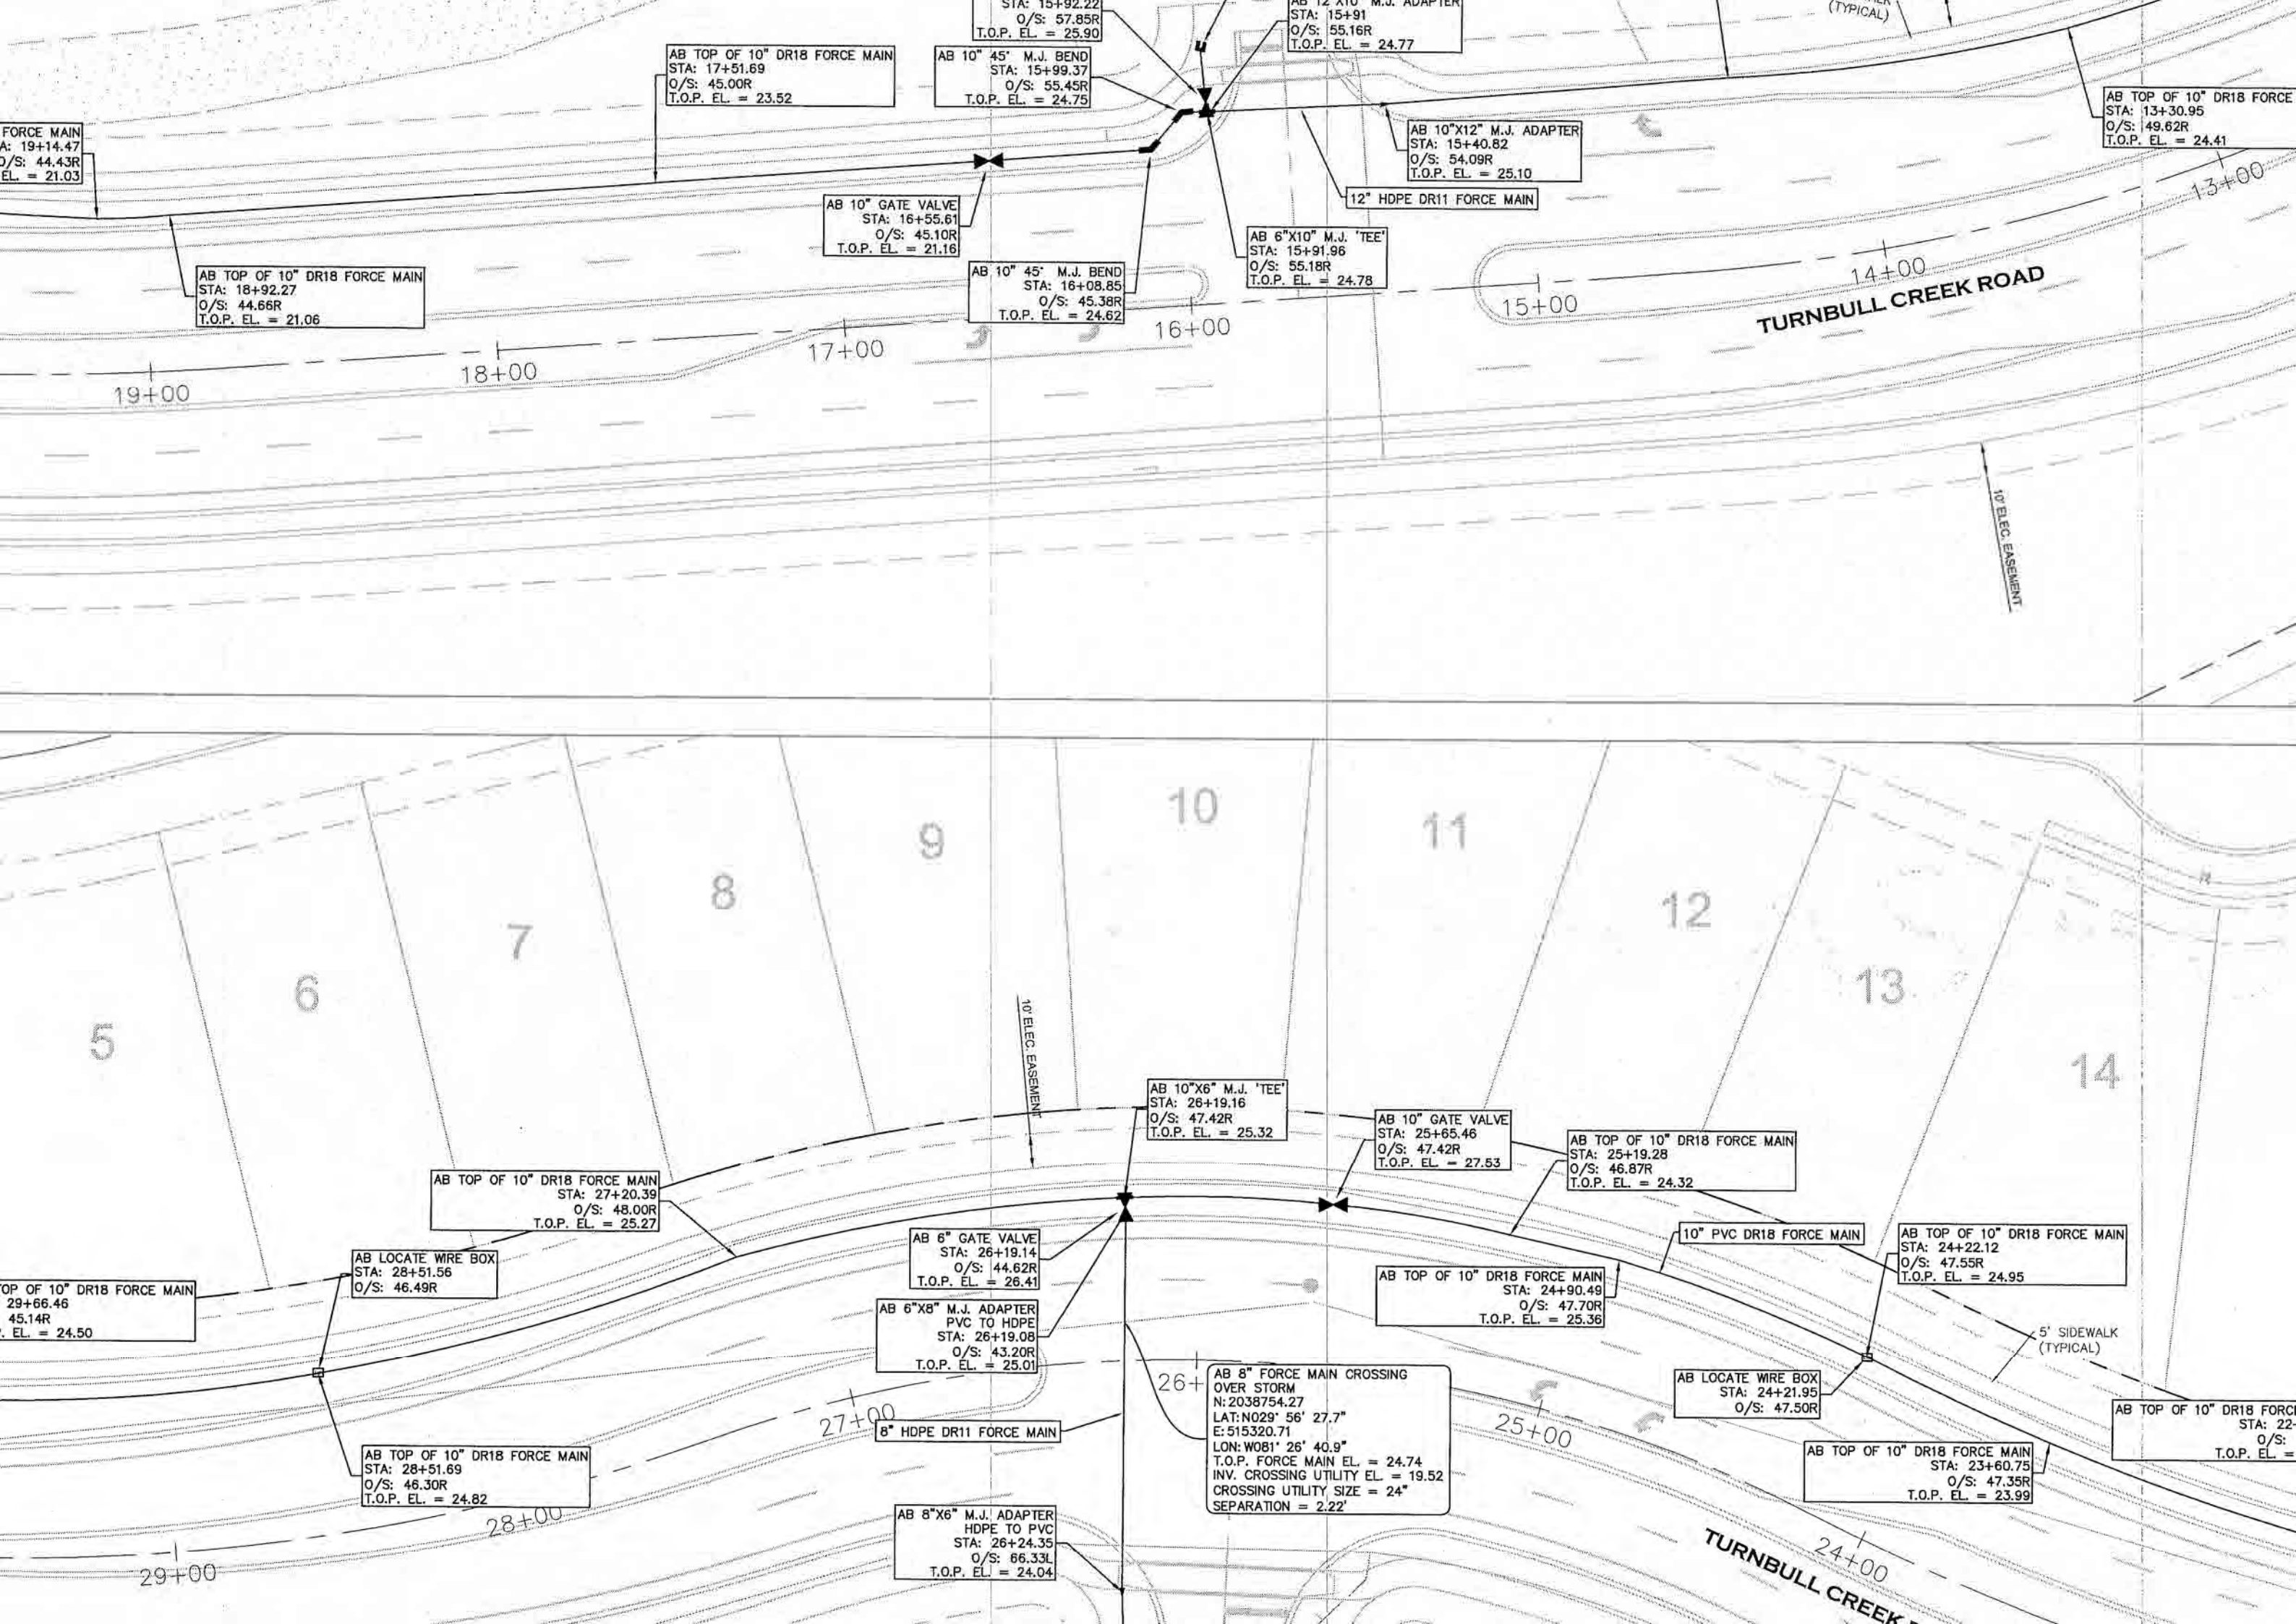 STA: 15+92.22
O/S: 57.85R
T.O.P. EL. = 25.90
AB 12"X10" M.J. ADAPTER
STA: 15+91
O/S: 55.16R
T.O.P. EL. = 24.77
(TYPICAL)
AB TOP OF 10" DR18 FORCE MAIN
STA: 17+51.69
O/S: 45.00R
T.O.P. EL. = 23.52
AB 10" 45° M.J. BEND
STA: 15+99.37
O/S: 55.45R
T.O.P. EL. = 24.75
AB TOP OF 10" DR18 FORCE
STA: 13+30.95
O/S: 49.62R
T.O.P. EL. = 24.41
FORCE MAIN
A: 19+14.47
O/S: 44.43R
EL. = 21.03
AB 10"X12" M.J. ADAPTER
STA: 15+40.82
O/S: 54.09R
T.O.P. EL. = 25.10
12" HDPE DR11 FORCE MAIN
13+00
AB 10" GATE VALVE
STA: 16+55.61
O/S: 45.10R
T.O.P. EL. = 21.16
AB 6"X10" M.J. 'TEE'
STA: 15+91.96
O/S: 55.18R
T.O.P. EL. = 24.78
AB TOP OF 10" DR18 FORCE MAIN
STA: 18+92.27
O/S: 44.66R
T.O.P. EL. = 21.06
AB 10" 45° M.J. BEND
STA: 16+08.85
O/S: 45.38R
T.O.P. EL. = 24.62
14+00
15+00
TURNBULL CREEK ROAD
16+00
17+00
18+00
19+00
10' ELEC. EASEMENT
5
6
7
8
9
10
11
12
13
14
10' ELEC. EASEMENT
AB 10"X6" M.J. 'TEE'
STA: 26+19.16
O/S: 47.42R
T.O.P. EL. = 25.32
AB 10" GATE VALVE
STA: 25+65.46
O/S: 47.42R
T.O.P. EL. = 27.53
AB TOP OF 10" DR18 FORCE MAIN
STA: 25+19.28
O/S: 46.87R
T.O.P. EL. = 24.32
AB TOP OF 10" DR18 FORCE MAIN
STA: 27+20.39
O/S: 48.00R
T.O.P. EL. = 25.27
10" PVC DR18 FORCE MAIN
AB TOP OF 10" DR18 FORCE MAIN
STA: 24+22.12
O/S: 47.55R
T.O.P. EL. = 24.95
AB 6" GATE VALVE
STA: 26+19.14
O/S: 44.62R
T.O.P. EL. = 26.41
AB LOCATE WIRE BOX
STA: 28+51.56
O/S: 46.49R
TOP OF 10" DR18 FORCE MAIN
29+66.46
45.14R
. EL. = 24.50
AB TOP OF 10" DR18 FORCE MAIN
STA: 24+90.49
O/S: 47.70R
T.O.P. EL. = 25.36
AB 6"X8" M.J. ADAPTER
PVC TO HDPE
STA: 26+19.08
O/S: 43.20R
T.O.P. EL. = 25.01
5' SIDEWALK
(TYPICAL)
26+
AB 8" FORCE MAIN CROSSING
OVER STORM
N: 2038754.27
LAT: N029° 56' 27.7"
E: 515320.71
LON: W081° 26' 40.9"
T.O.P. FORCE MAIN EL. = 24.74
INV. CROSSING UTILITY EL. = 19.52
CROSSING UTILITY SIZE = 24"
SEPARATION = 2.22'
AB LOCATE WIRE BOX
STA: 24+21.95
O/S: 47.50R
AB TOP OF 10" DR18 FORC
STA: 22
O/S:
T.O.P. EL. =
27+00
8" HDPE DR11 FORCE MAIN
25+00
AB TOP OF 10" DR18 FORCE MAIN
STA: 23+60.75
O/S: 47.35R
T.O.P. EL. = 23.99
AB TOP OF 10" DR18 FORCE MAIN
STA: 28+51.69
O/S: 46.30R
T.O.P. EL. = 24.82
28+00
AB 8"X6" M.J. ADAPTER
HDPE TO PVC
STA: 26+24.35
O/S: 66.33L
T.O.P. EL. = 24.04
29+00
24+00
TURNBULL CREEK